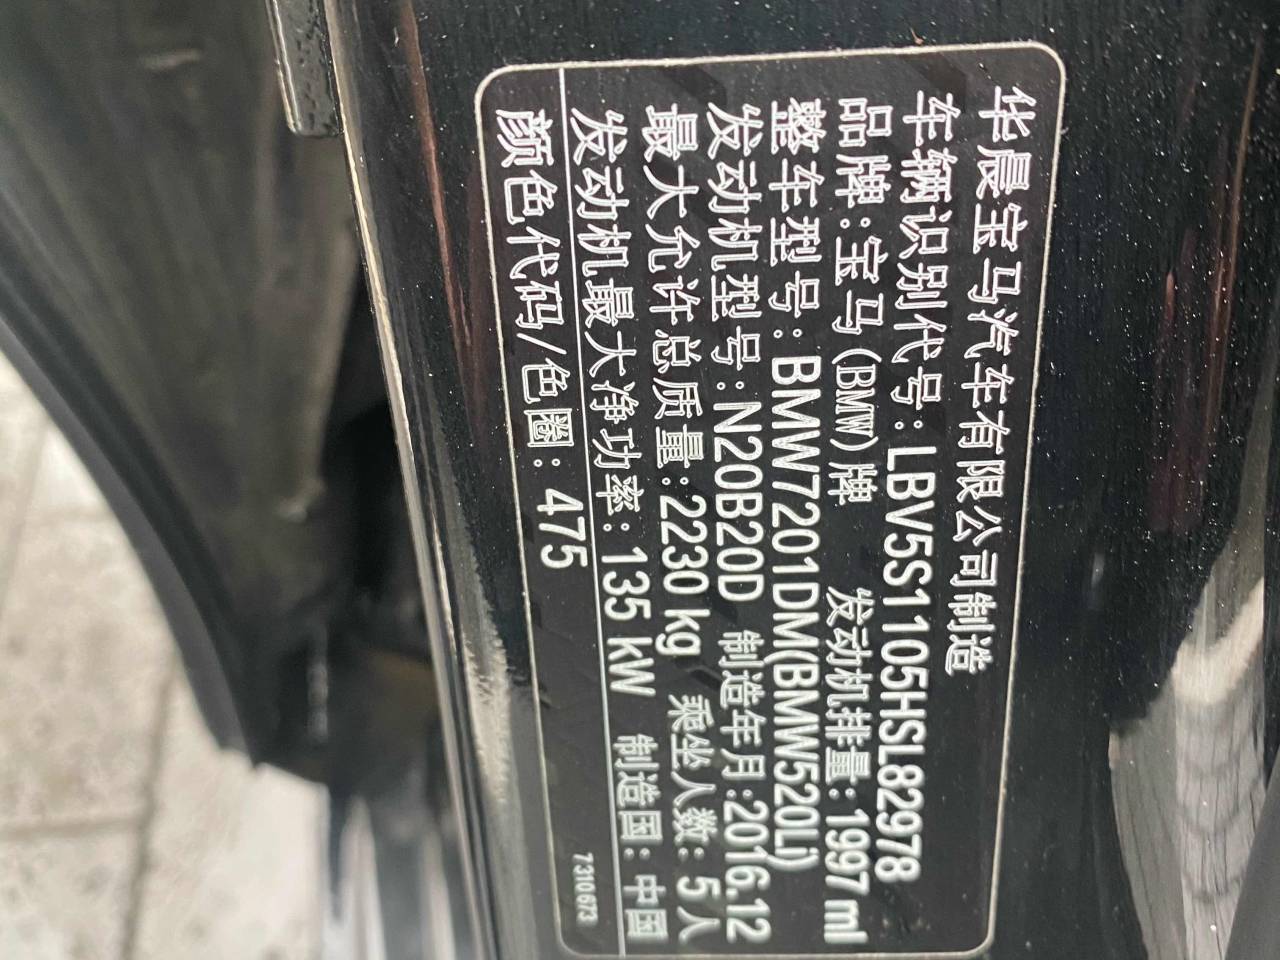 华晨宝马汽车有限公司制造
车辆识别代号:LBV5S1105HSL82978
品牌:宝马(BMW)牌 发动机排量:1997 ml
整车型号:BMW7201DM(BMW520Li)
发动机型号:N20B20D 制造年月:2016.12
最大允许总质量:2230 kg 乘坐人数:5人
发动机最大净功率:135 kW 制造国:中国
颜色代码/色圈:475
7310673